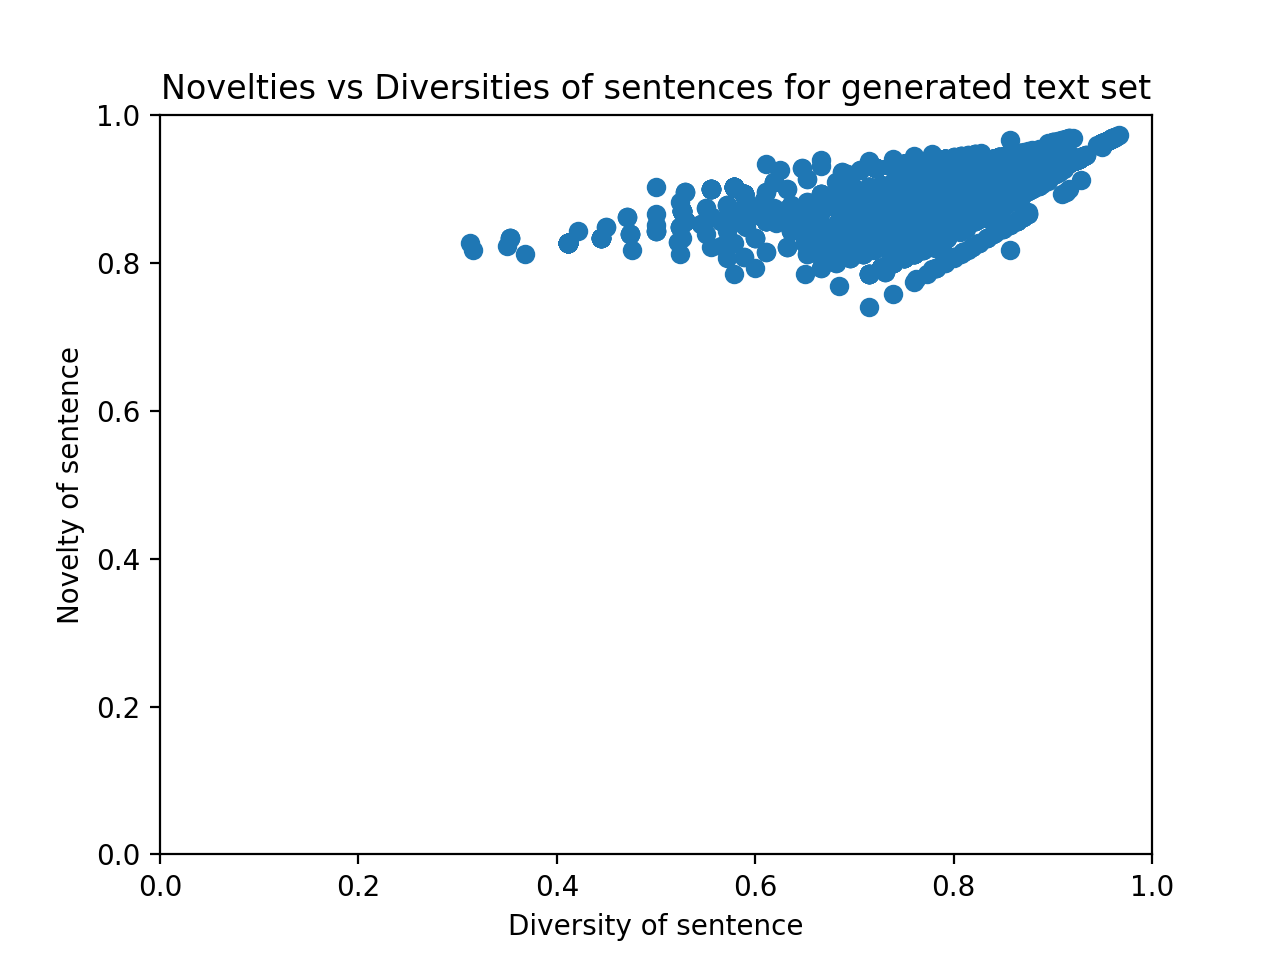 Novelties vs Diversities of sentences for generated text set
1.0
0.8
0.6
0.4
0.2
0.0
Novelty of sentence
0.0 0.2 0.4 0.6 0.8 1.0
Diversity of sentence